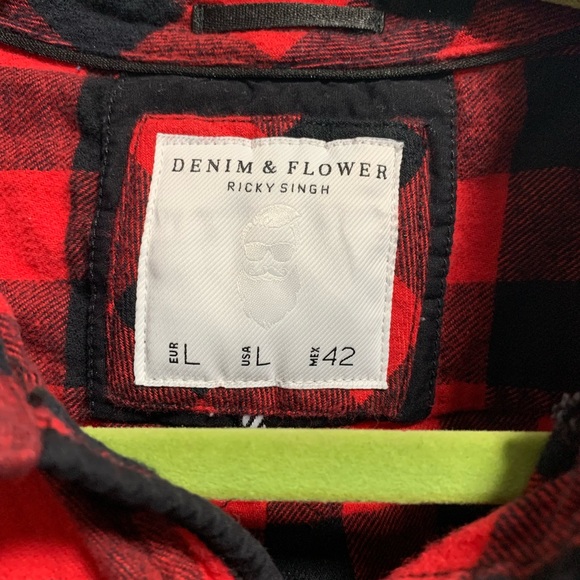 DENIM & FLOWER
RICKY SINGH
EUR L USA L MEX 42